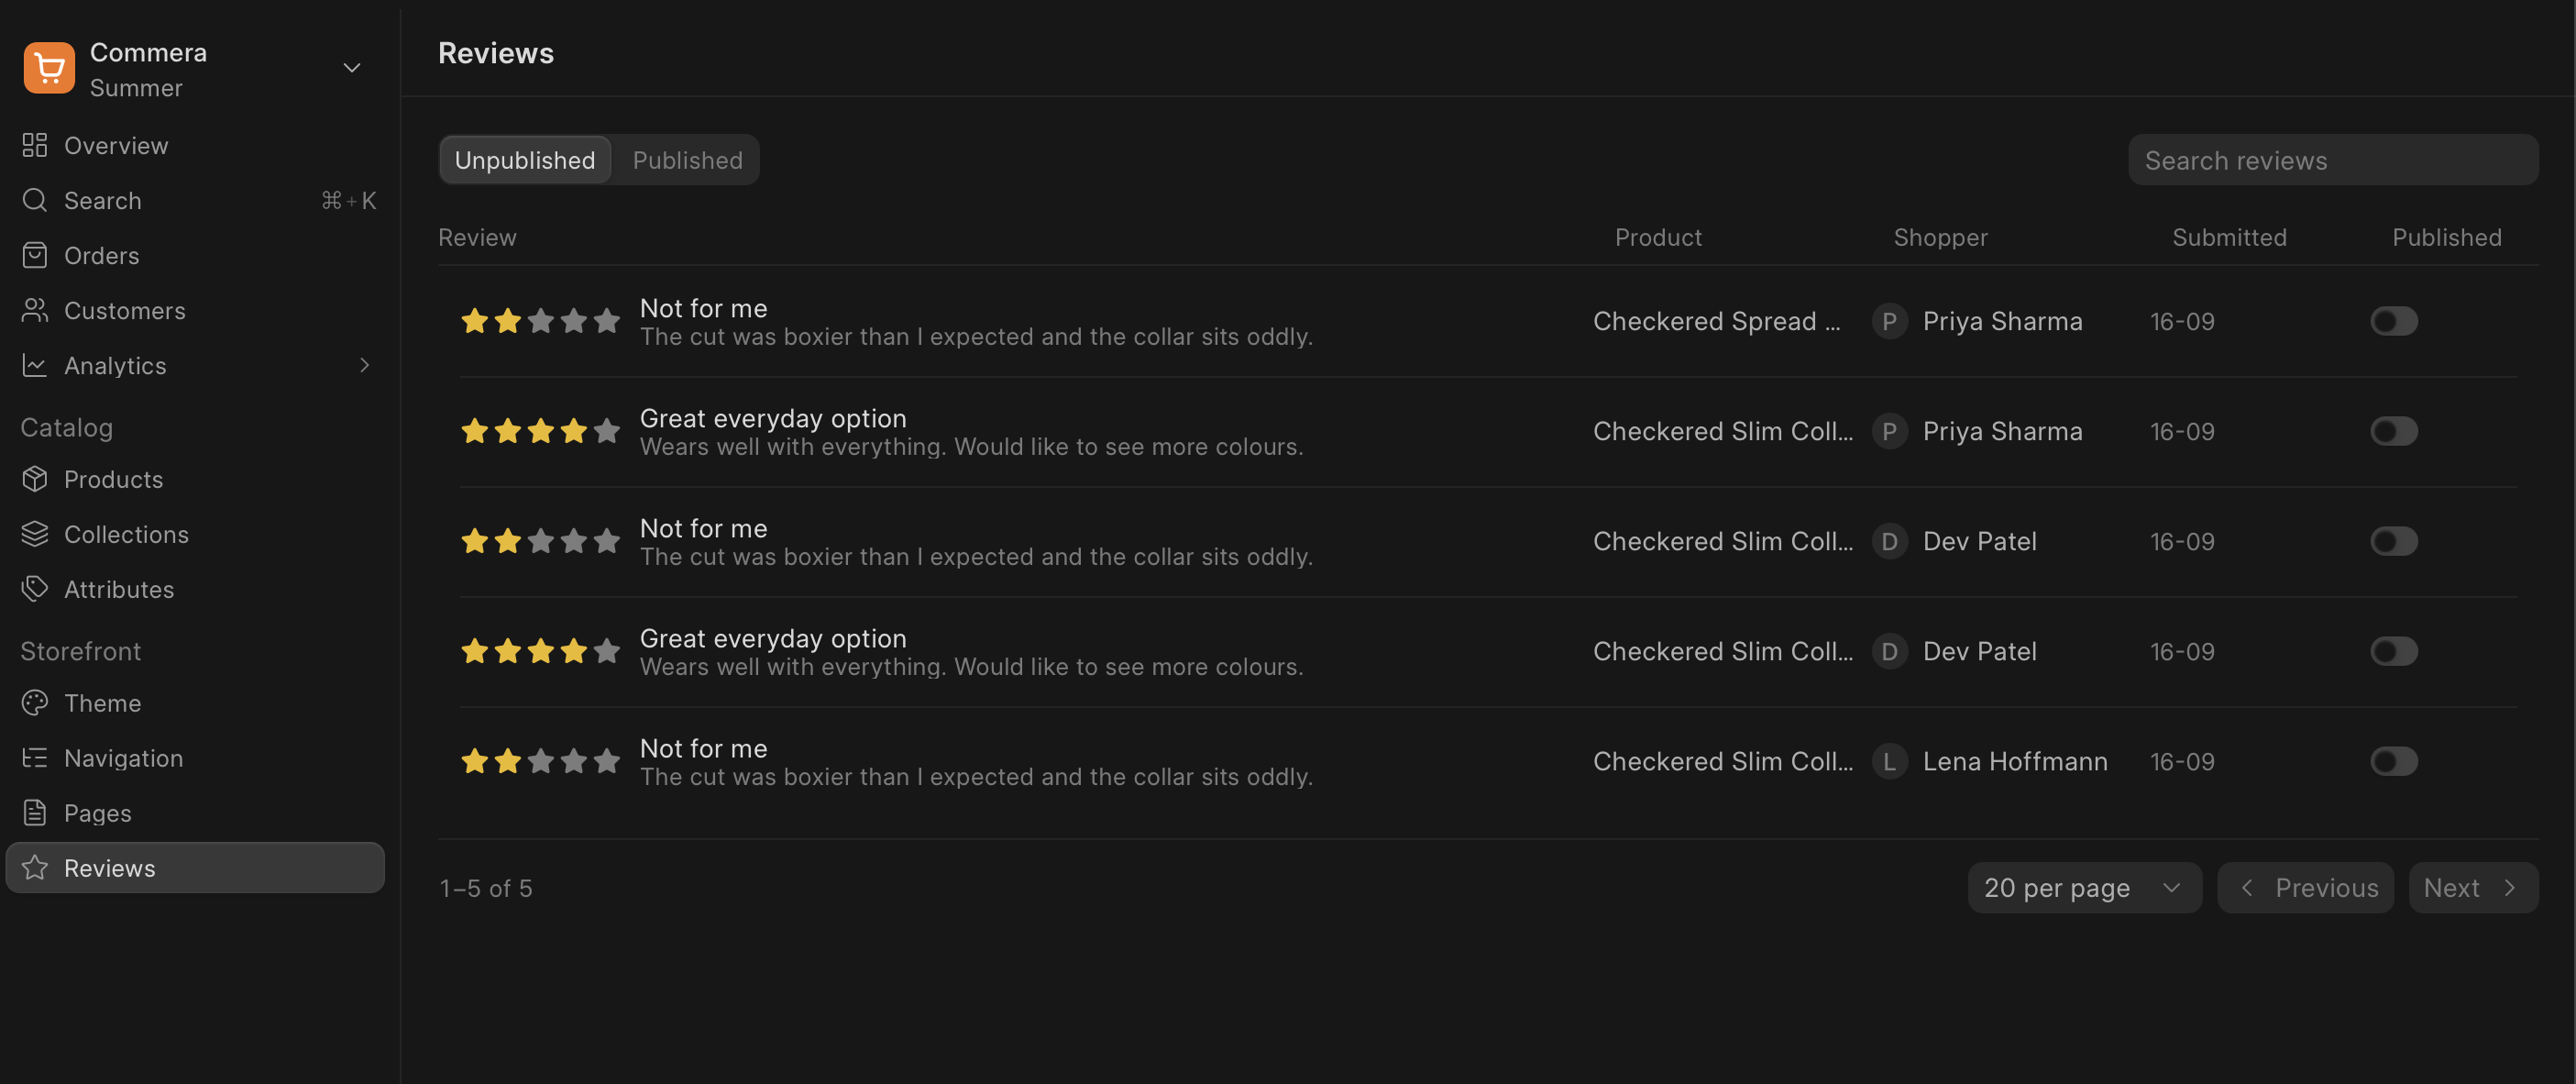 Commera
Summer
Overview
Search ⌘+K
Orders
Customers
Analytics
Catalog
Products
Collections
Attributes
Storefront
Theme
Navigation
Pages
Reviews
Reviews
Unpublished Published
Search reviews
Review Product Shopper Submitted Published
Not for me
The cut was boxier than I expected and the collar sits oddly.
Checkered Spread ... P Priya Sharma 16-09
Great everyday option
Wears well with everything. Would like to see more colours.
Checkered Slim Coll... P Priya Sharma 16-09
Not for me
The cut was boxier than I expected and the collar sits oddly.
Checkered Slim Coll... D Dev Patel 16-09
Great everyday option
Wears well with everything. Would like to see more colours.
Checkered Slim Coll... D Dev Patel 16-09
Not for me
The cut was boxier than I expected and the collar sits oddly.
Checkered Slim Coll... L Lena Hoffmann 16-09
1–5 of 5
20 per page Previous Next